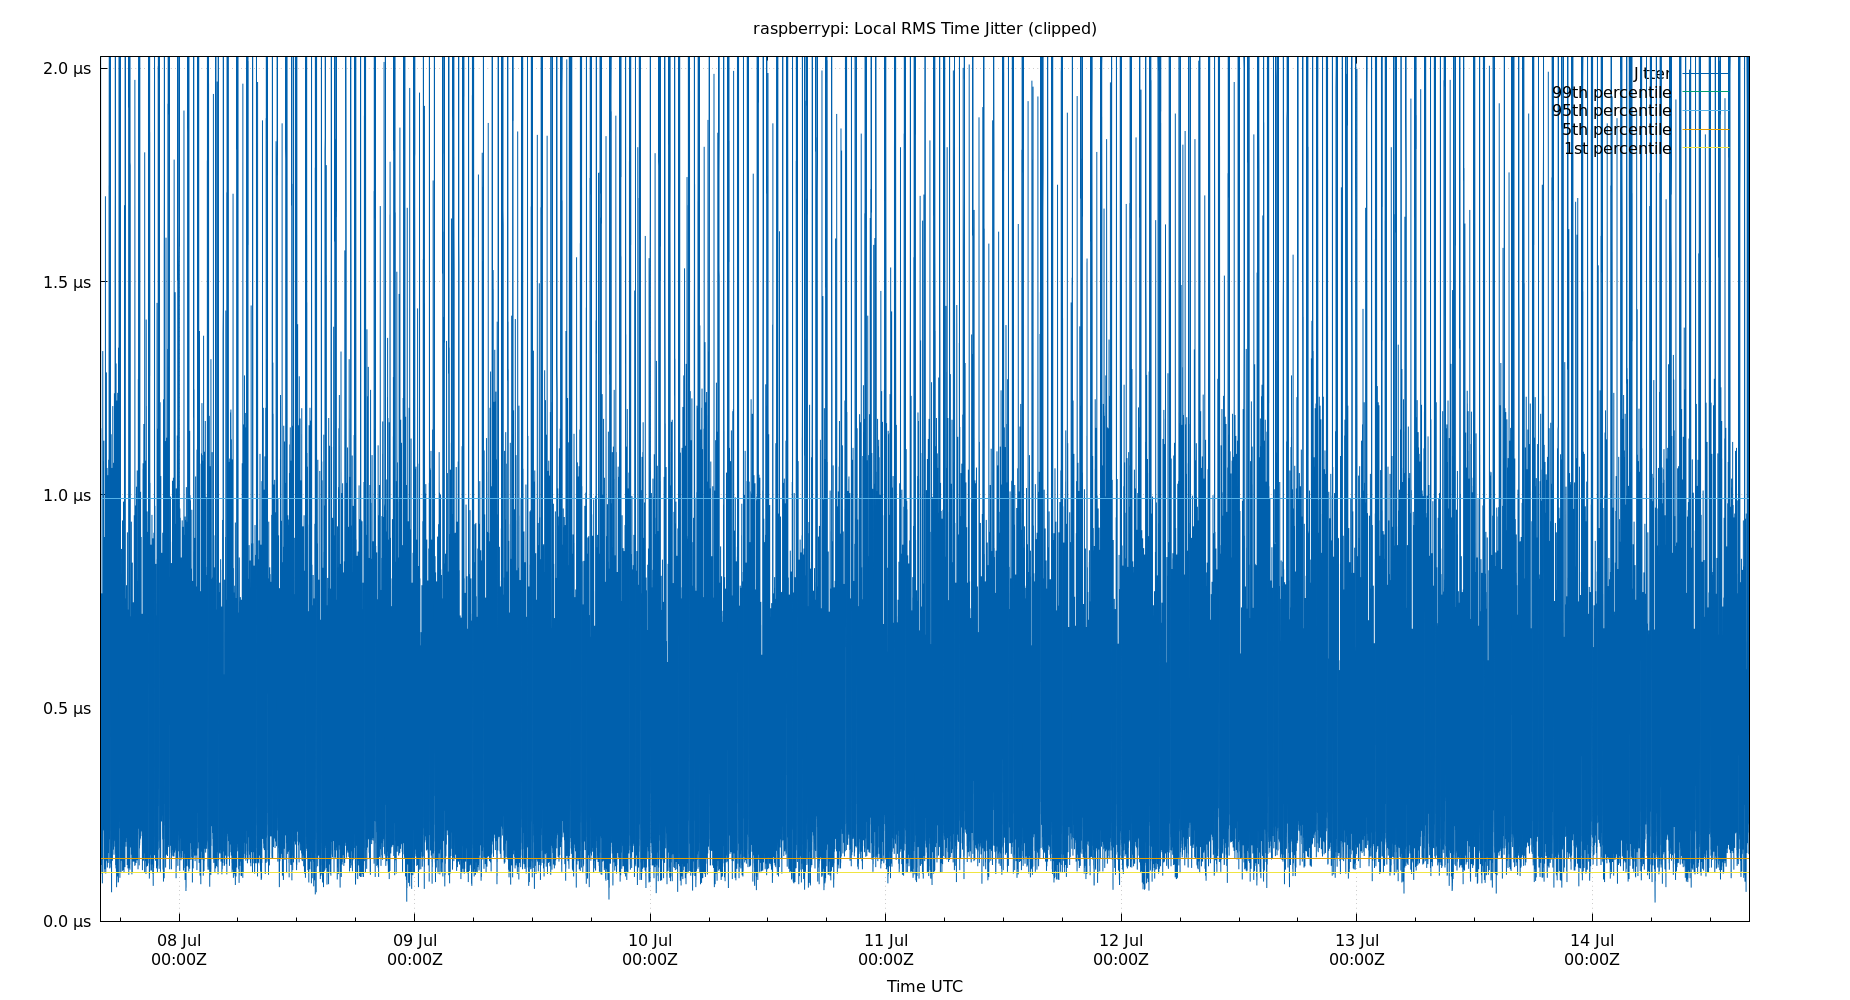 raspberrypi: Local RMS Time Jitter (clipped)
2.0 µs
1.5 µs
1.0 µs
0.5 µs
0.0 µs
Jitter
99th percentile
95th percentile
5th percentile
1st percentile
08 Jul
00:00Z
09 Jul
00:00Z
10 Jul
00:00Z
11 Jul
00:00Z
12 Jul
00:00Z
13 Jul
00:00Z
14 Jul
00:00Z
Time UTC